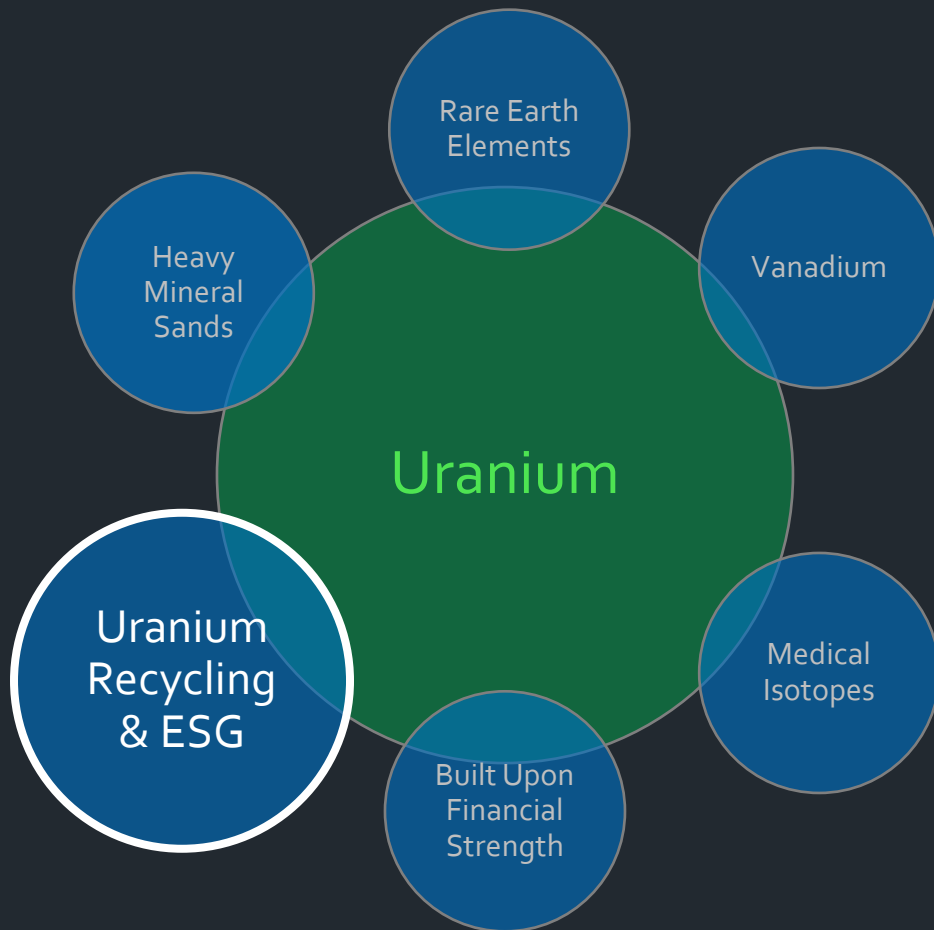 Rare Earth
Elements
Heavy
Mineral
Sands
Vanadium
Uranium
Uranium
Recycling
& ESG
Medical
Isotopes
Built Upon
Financial
Strength